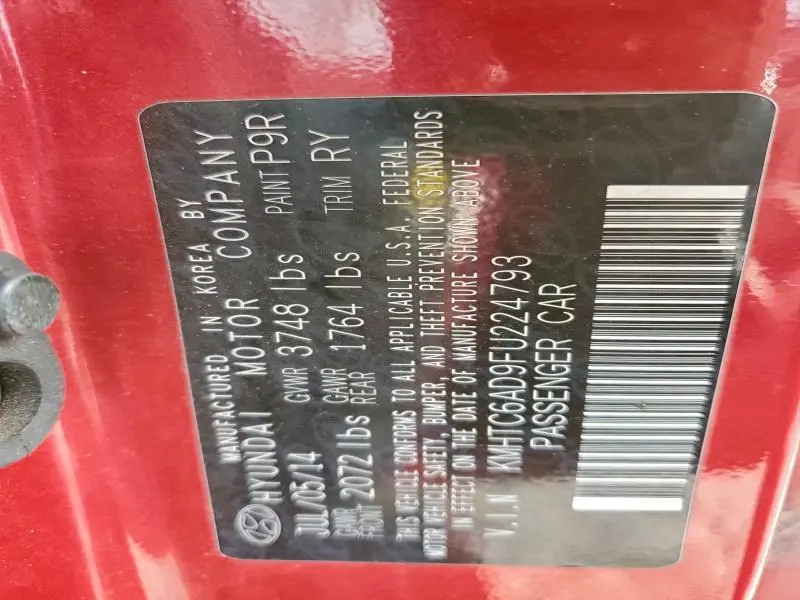 MANUFACTURED IN KOREA BY
HYUNDAI MOTOR COMPANY
JUL/05/14 GVWR 3748 lbs PAINT P9R
GAWR FRONT 2072 lbs GAWR REAR 1764 lbs TRIM RY
THIS VEHICLE CONFORMS TO ALL APPLICABLE U.S.A. FEDERAL
MOTOR VEHICLE SAFETY, BUMPER, AND THEFT PREVENTION STANDARDS
IN EFFECT ON THE DATE OF MANUFACTURE SHOWN ABOVE
V.I.N KMHTC6AD9FU224793
PASSENGER CAR